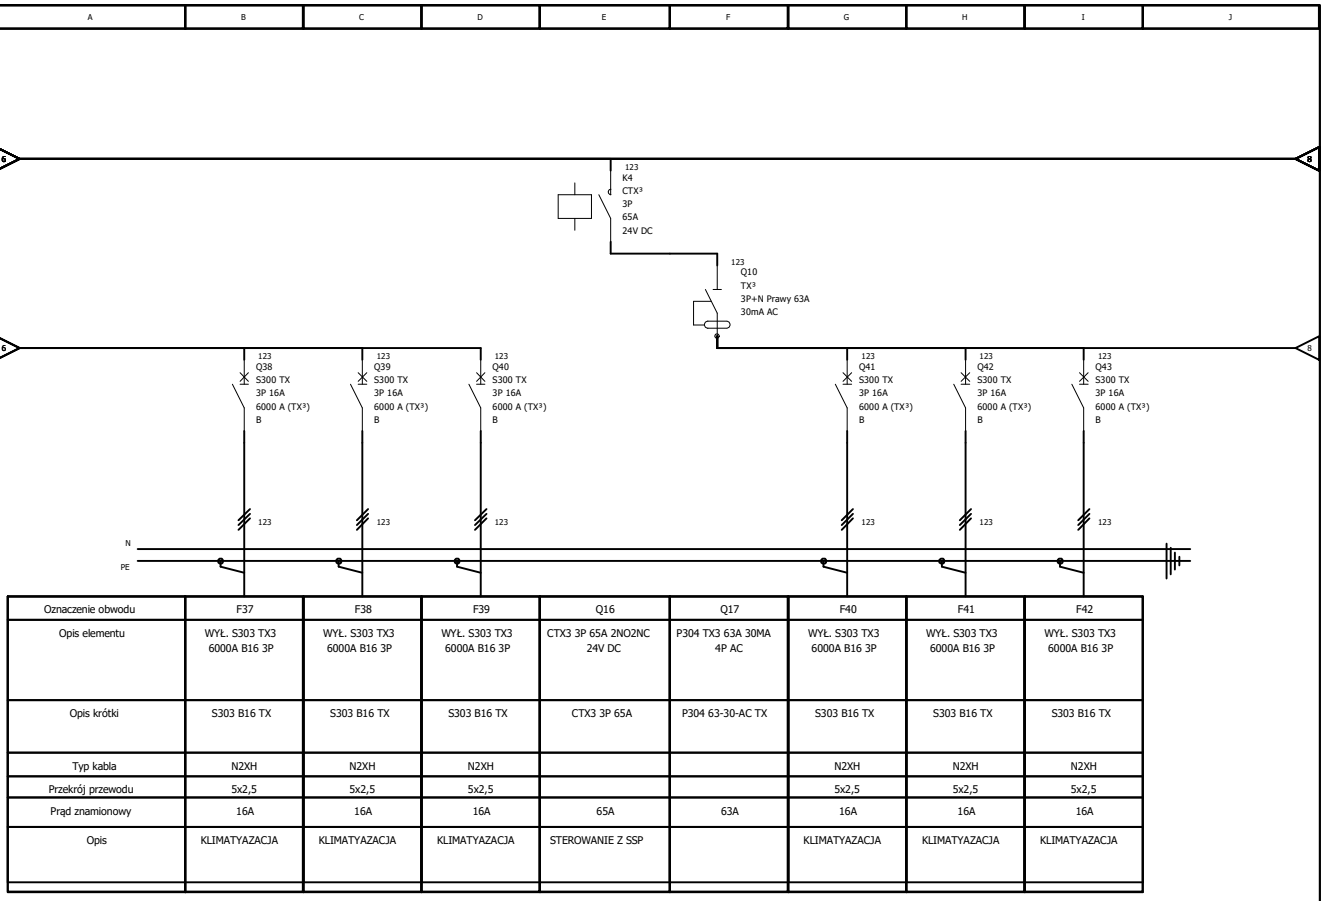 A B C D E F G H I J
6
8
123
K4
CTX³
3P
65A
24V DC
123
Q10
TX³
3P+N Prawy 63A
30mA AC
6
8
123
Q38
S300 TX
3P 16A
6000 A (TX³)
B
123
Q39
S300 TX
3P 16A
6000 A (TX³)
B
123
Q40
S300 TX
3P 16A
6000 A (TX³)
B
123
Q41
S300 TX
3P 16A
6000 A (TX³)
B
123
Q42
S300 TX
3P 16A
6000 A (TX³)
B
123
Q43
S300 TX
3P 16A
6000 A (TX³)
B
123 123 123 123 123 123
N
PE
Oznaczenie obwodu F37 F38 F39 Q16 Q17 F40 F41 F42
Opis elementu WYŁ. S303 TX3 WYŁ. S303 TX3 WYŁ. S303 TX3 CTX3 3P 65A 2NO2NC P304 TX3 63A 30MA WYŁ. S303 TX3 WYŁ. S303 TX3 WYŁ. S303 TX3
6000A B16 3P 6000A B16 3P 6000A B16 3P 24V DC 4P AC 6000A B16 3P 6000A B16 3P 6000A B16 3P
Opis krótki S303 B16 TX S303 B16 TX S303 B16 TX CTX3 3P 65A P304 63-30-AC TX S303 B16 TX S303 B16 TX S303 B16 TX
Typ kabla N2XH N2XH N2XH N2XH N2XH N2XH
Przekrój przewodu 5x2,5 5x2,5 5x2,5 5x2,5 5x2,5 5x2,5
Prąd znamionowy 16A 16A 16A 65A 63A 16A 16A 16A
Opis KLIMATYAZACJA KLIMATYAZACJA KLIMATYAZACJA STEROWANIE Z SSP KLIMATYAZACJA KLIMATYAZACJA KLIMATYAZACJA